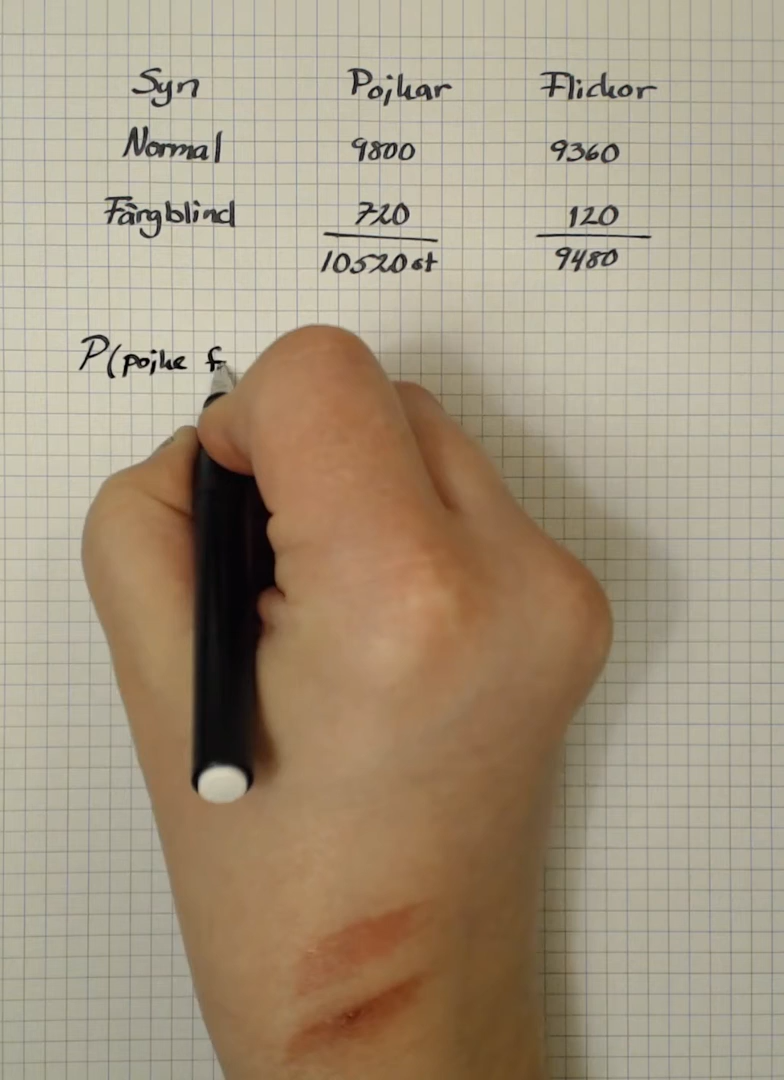 Syn Pojkar Flickor
Normal 9800 9360
Färgblind 720 120
10520 st 9480
P(pojke f